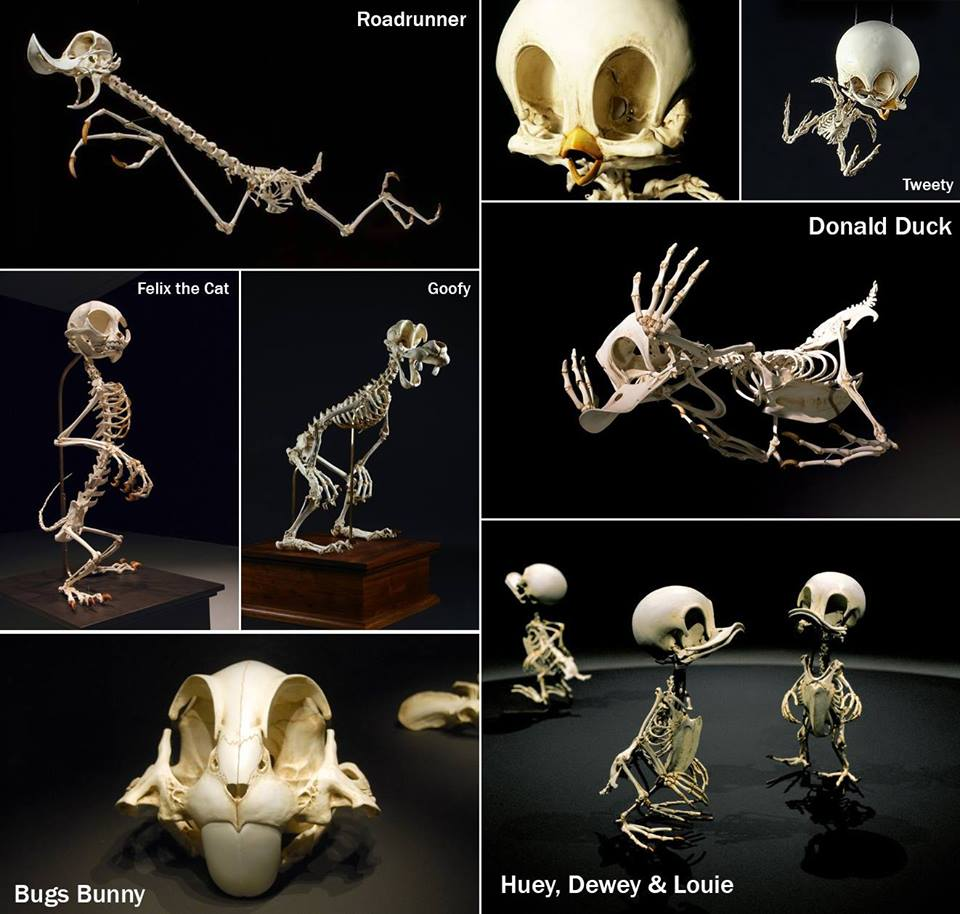 Roadrunner
Tweety
Donald Duck
Felix the Cat
Goofy
Bugs Bunny
Huey, Dewey & Louie